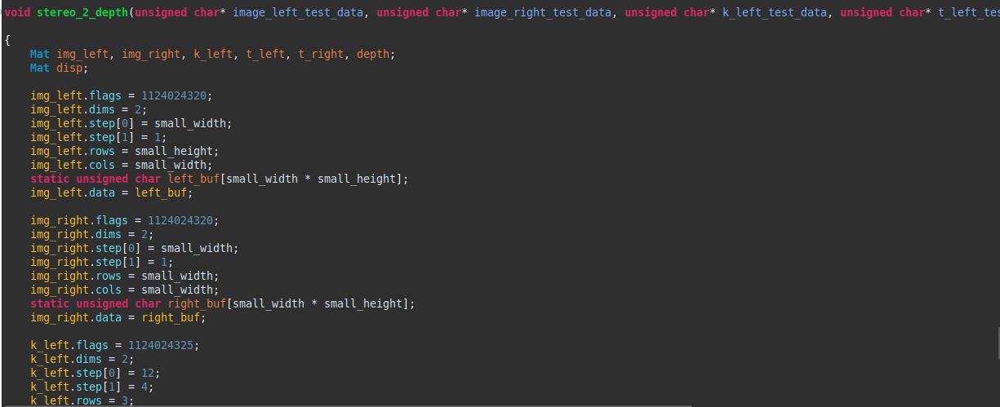 void stereo_2_depth(unsigned char* image_left_test_data, unsigned char* image_right_test_data, unsigned char* k_left_test_data, unsigned char* t_left_tes
{
    Mat img_left, img_right, k_left, t_left, t_right, depth;
    Mat disp;
    img_left.flags = 1124024320;
    img_left.dims = 2;
    img_left.step[0] = small_width;
    img_left.step[1] = 1;
    img_left.rows = small_height;
    img_left.cols = small_width;
    static unsigned char left_buf[small_width * small_height];
    img_left.data = left_buf;
    img_right.flags = 1124024320;
    img_right.dims = 2;
    img_right.step[0] = small_width;
    img_right.step[1] = 1;
    img_right.rows = small_width;
    img_right.cols = small_width;
    static unsigned char right_buf[small_width * small_height];
    img_right.data = right_buf;
    k_left.flags = 1124024325;
    k_left.dims = 2;
    k_left.step[0] = 12;
    k_left.step[1] = 4;
    k_left.rows = 3;